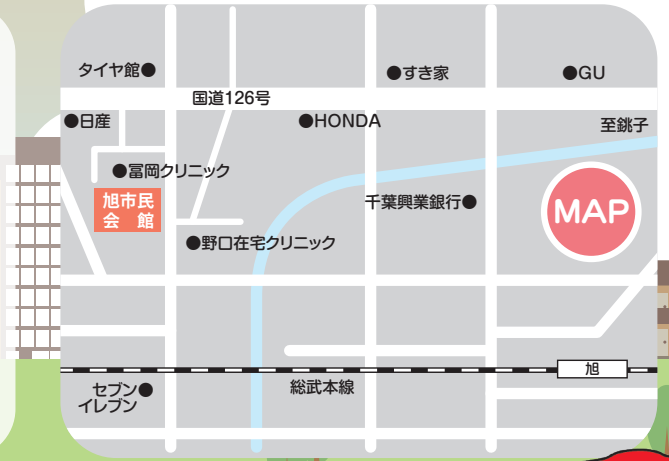 タイヤ館●
●すき家
●GU
国道126号
●日産
●HONDA
至銚子
●冨岡クリニック
旭市民
会　館
千葉興業銀行●
MAP
●野口在宅クリニック
旭
セブン●
イレブン
総武本線